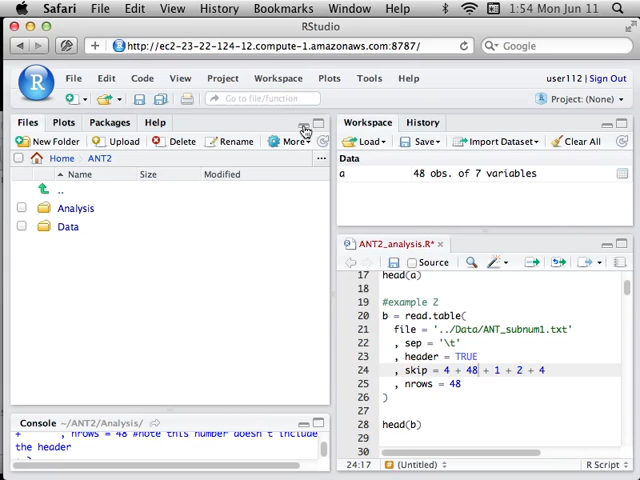 Safari File Edit View History Bookmarks Window Help 1:54 Mon Jun 11
RStudio
http://ec2-23-22-124-12.compute-1.amazonaws.com:8787/ Google
R File Edit Code View Project Workspace Plots Tools Help user112 | Sign Out
Go to file/function Project: (None)
Files Plots Packages Help
New Folder Upload Delete Rename More
Home ANT2 ...
Name Size Modified
..
Analysis
Data
Console ~/ANT2/Analysis/
+ , nrows = 48 #note this number doesn't include
the header
Workspace History
Load Save Import Dataset Clear All
Data
a 48 obs. of 7 variables
ANT2_analysis.R*
Source
17 head(a)
18
19 #example 2
20 b = read.table(
21 file = '../Data/ANT_subnum1.txt'
22 , sep = '\t'
23 , header = TRUE
24 , skip = 4 + 48 + 1 + 2 + 4
25 , nrows = 48
26 )
27
28 head(b)
29
30
24:17 (Untitled) R Script